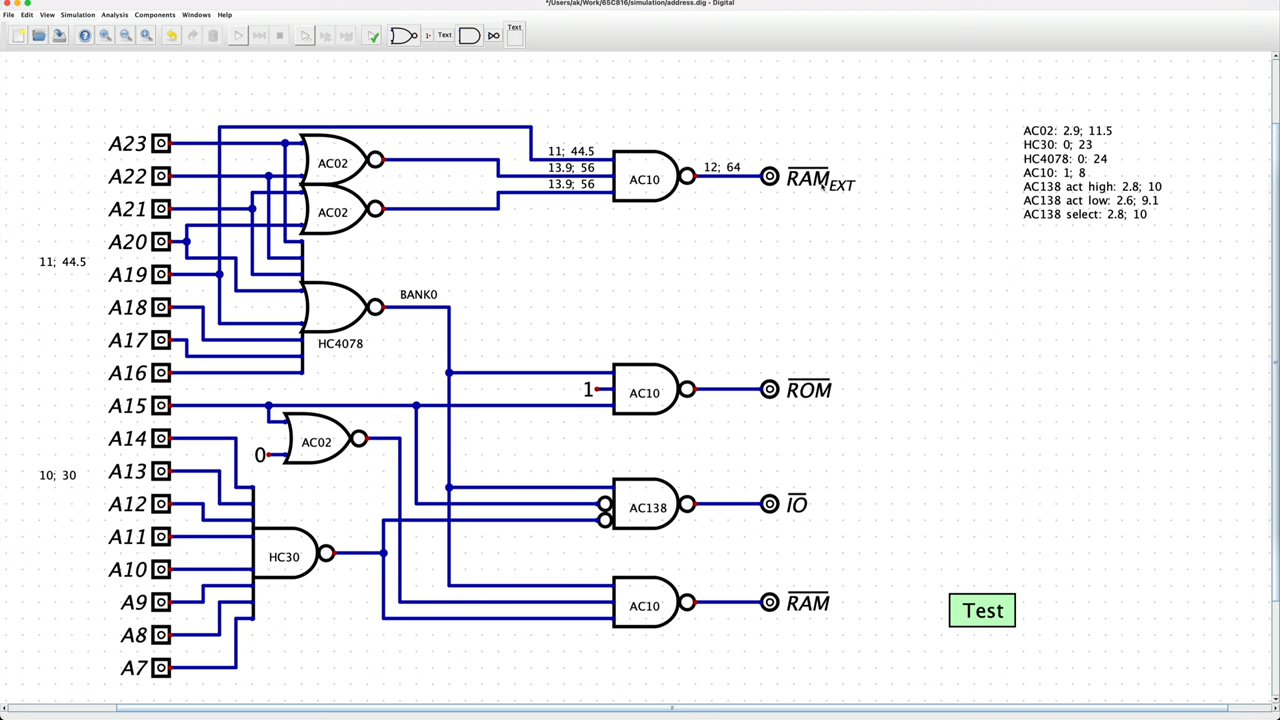 */Users/ak/Work/65C816/simulation/address.dig - Digital
File Edit View Simulation Analysis Components Windows Help
1- Text Text
A23
A22
A21
A20
A19
A18
A17
A16
A15
A14
A13
A12
A11
A10
A9
A8
A7
11; 44.5
10; 30
AC02
AC02
HC4078
BANK0
AC02
0
HC30
11; 44.5
13.9; 56
13.9; 56
AC10
12; 64
RAM EXT
1
AC10
ROM
AC138
IO
AC10
RAM
AC02: 2.9; 11.5
HC30: 0; 23
HC4078: 0; 24
AC10: 1; 8
AC138 act high: 2.8; 10
AC138 act low: 2.6; 9.1
AC138 select: 2.8; 10
Test